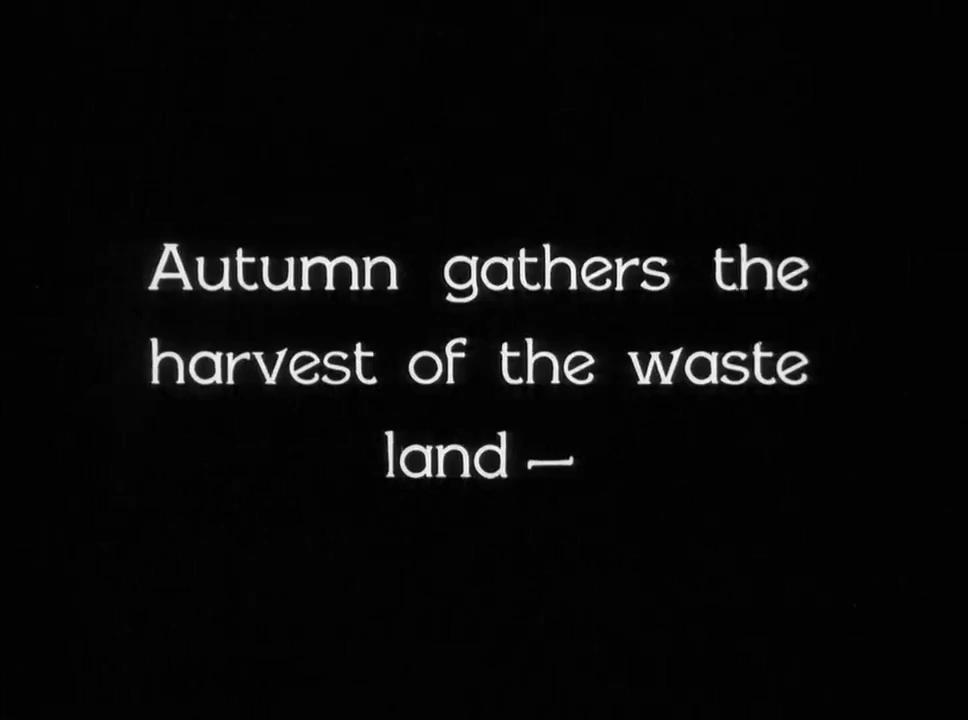 Autumn gathers the
harvest of the waste
land —